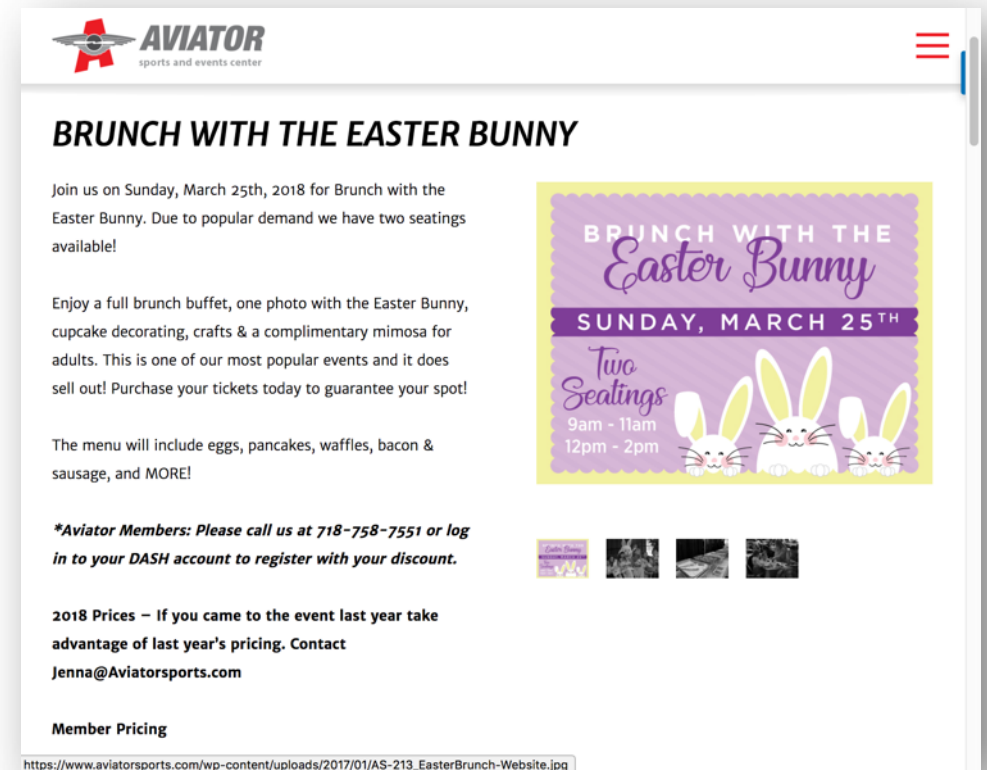 AVIATOR
sports and events center
BRUNCH WITH THE EASTER BUNNY
Join us on Sunday, March 25th, 2018 for Brunch with the
Easter Bunny. Due to popular demand we have two seatings
available!
Enjoy a full brunch buffet, one photo with the Easter Bunny,
cupcake decorating, crafts & a complimentary mimosa for
adults. This is one of our most popular events and it does
sell out! Purchase your tickets today to guarantee your spot!
The menu will include eggs, pancakes, waffles, bacon &
sausage, and MORE!
*Aviator Members: Please call us at 718-758-7551 or log
in to your DASH account to register with your discount.
2018 Prices – If you came to the event last year take
advantage of last year's pricing. Contact
Jenna@Aviatorsports.com
Member Pricing
BRUNCH WITH THE
Easter Bunny
SUNDAY, MARCH 25TH
Two
Seatings
9am - 11am
12pm - 2pm
Easter Bunny
https://www.aviatorsports.com/wp-content/uploads/2017/01/AS-213_EasterBrunch-Website.jpg